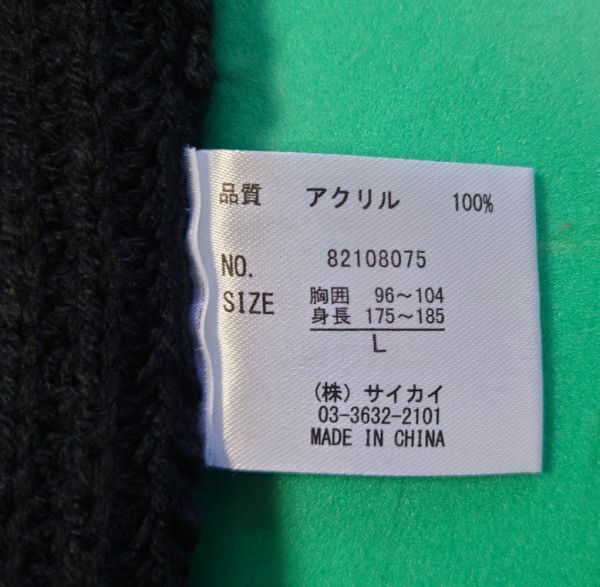 品質 アクリル 100%
NO. 82108075
SIZE 胸囲 96~104
身長 175~185
L
(株) サイカイ
03-3632-2101
MADE IN CHINA